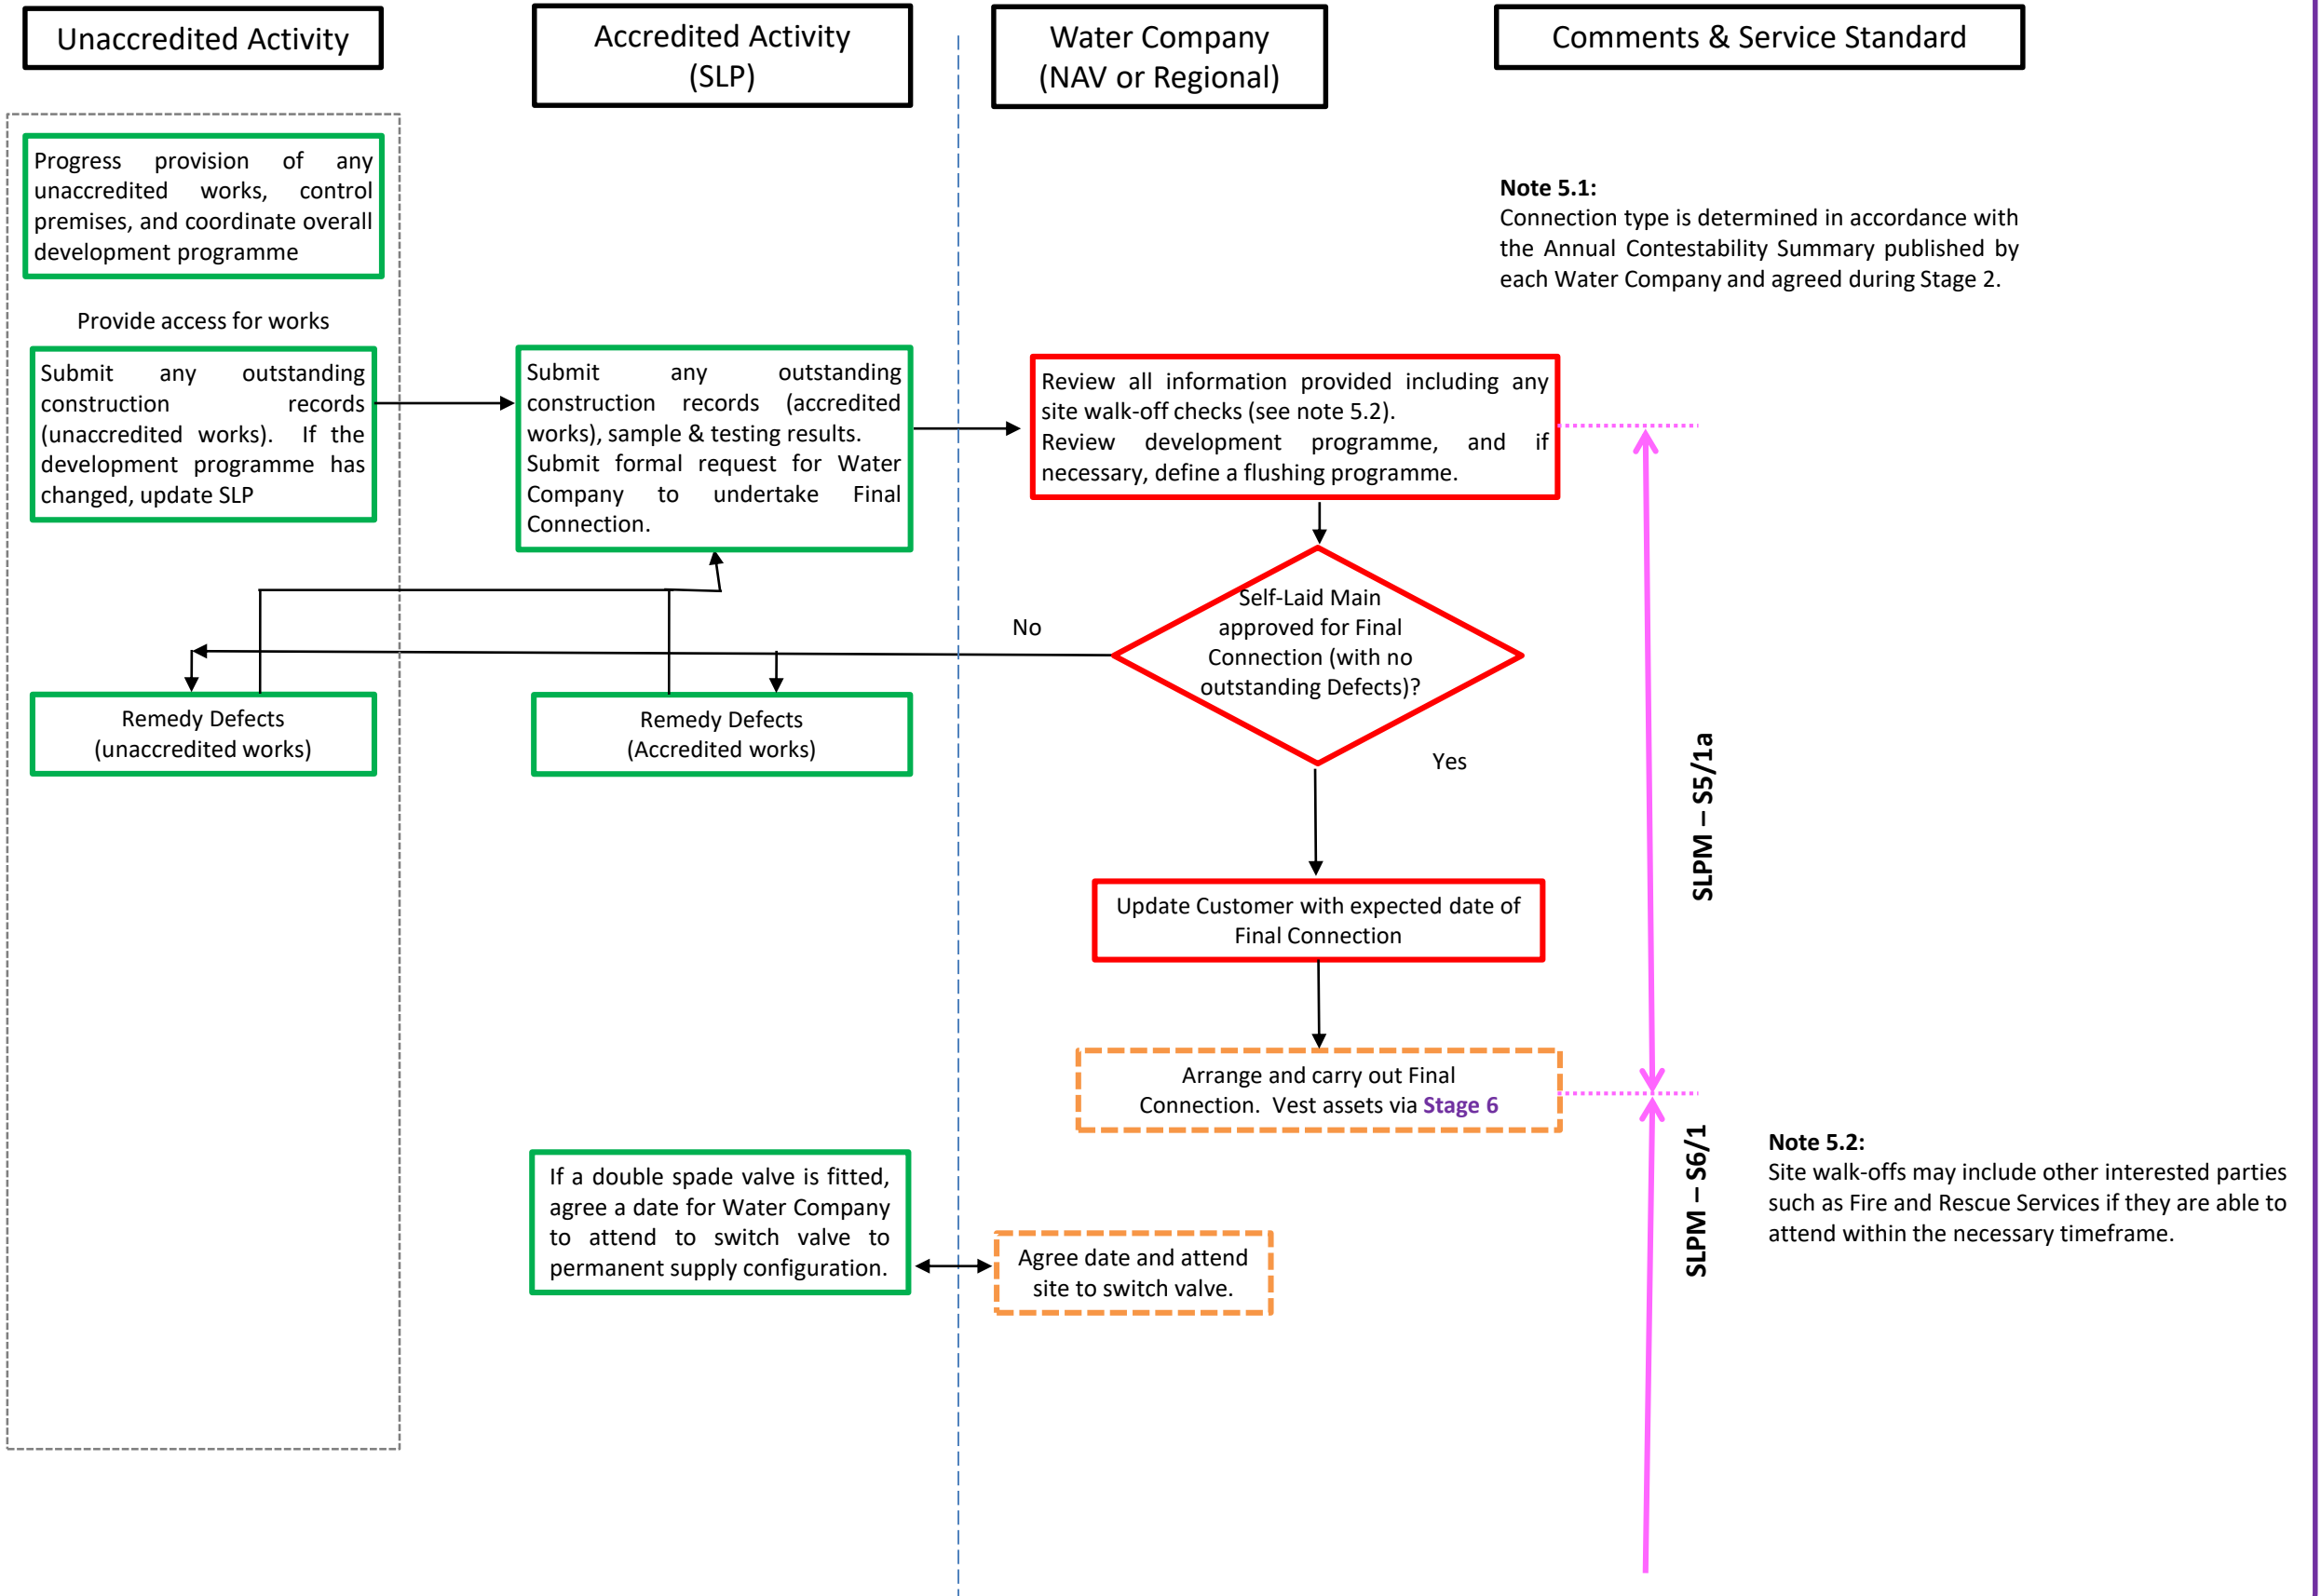 Unaccredited Activity
Accredited Activity
(SLP)
Water Company
(NAV or Regional)
Comments & Service Standard
Progress provision of any
unaccredited works, control
premises, and coordinate overall
development programme
Note 5.1:
Connection type is determined in accordance with
the Annual Contestability Summary published by
each Water Company and agreed during Stage 2.
Provide access for works
Submit any outstanding
construction records
(unaccredited works). If the
development programme has
changed, update SLP
Submit any outstanding
construction records (accredited
works), sample & testing results.
Submit formal request for Water
Company to undertake Final
Connection.
Review all information provided including any
site walk-off checks (see note 5.2).
Review development programme, and if
necessary, define a flushing programme.
Self-Laid Main
approved for Final
Connection (with no
outstanding Defects)?
No
Yes
Remedy Defects
(unaccredited works)
Remedy Defects
(Accredited works)
SLPM – S5/1a
Update Customer with expected date of
Final Connection
Arrange and carry out Final
Connection. Vest assets via Stage 6
If a double spade valve is fitted,
agree a date for Water Company
to attend to switch valve to
permanent supply configuration.
Agree date and attend
site to switch valve.
SLPM – S6/1
Note 5.2:
Site walk-offs may include other interested parties
such as Fire and Rescue Services if they are able to
attend within the necessary timeframe.